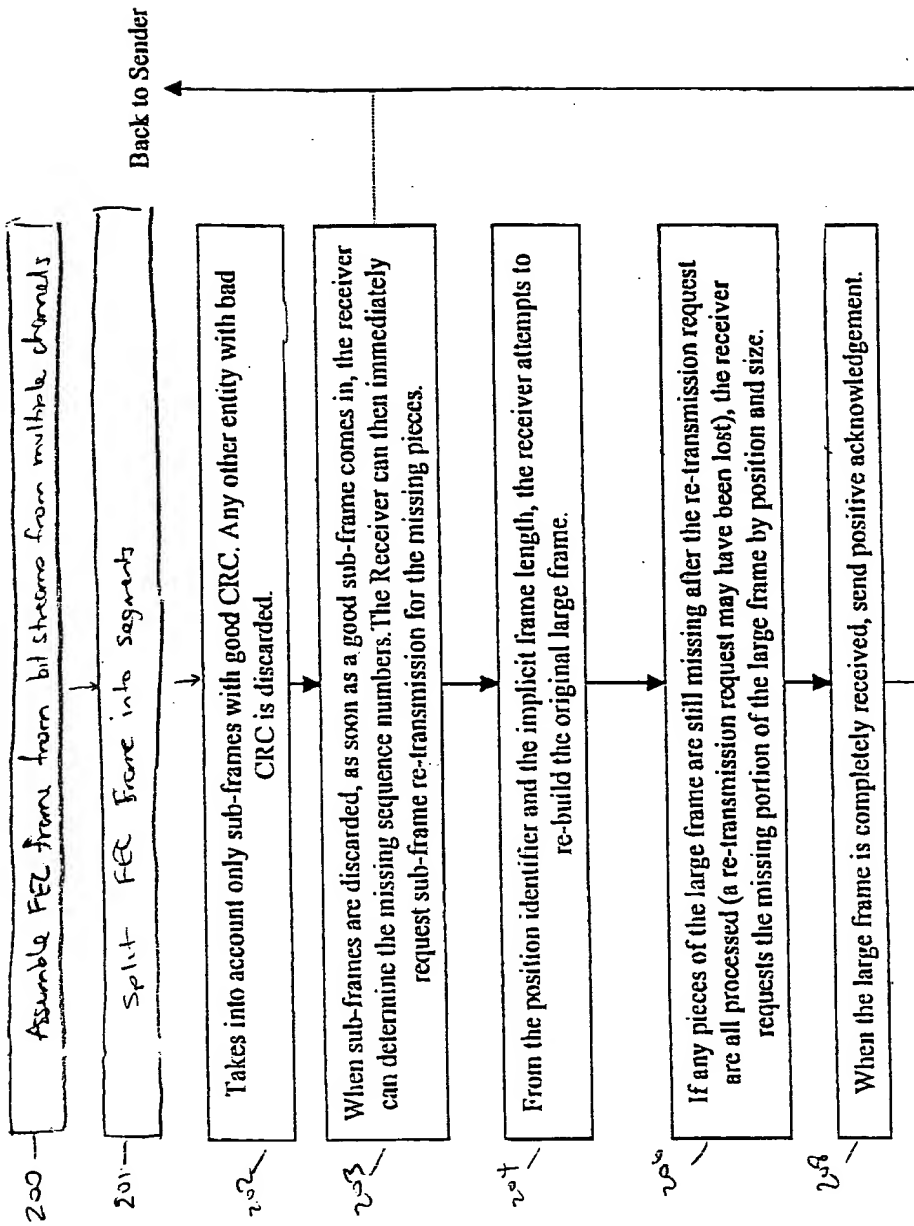 200
Assemble FEC frame from bit streams from multiple channels
201
Split FEC Frame into segments
202
Takes into account only sub-frames with good CRC. Any other entity with bad
CRC is discarded.
203
When sub-frames are discarded, as soon as a good sub-frame comes in, the receiver
can determine the missing sequence numbers.The Receiver can then immediately
request sub-frame re-transmission for the missing pieces.
Back to Sender
204
From the position identifier and the implicit frame length, the receiver attempts to
re-build the original large frame.
206
If any pieces of the large frame are still missing after the re-transmission request
are all processed (a re-transmission request may have been lost), the receiver
requests the missing portion of the large frame by position and size.
208
When the large frame is completely received, send positive acknowledgement.